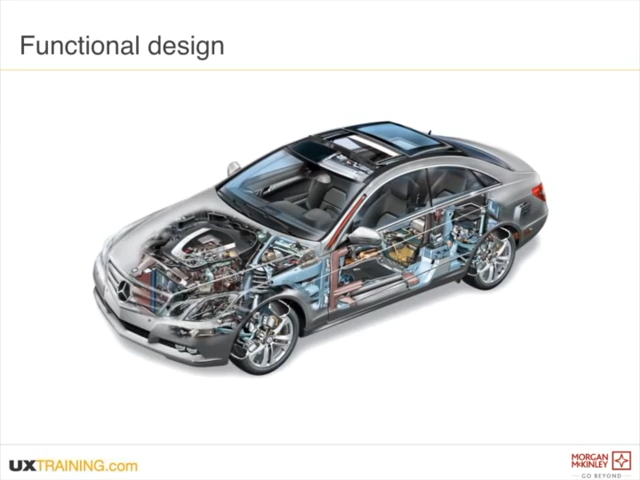 Functional design
UXTRAINING.com
MORGAN
McKINLEY
GO BEYOND